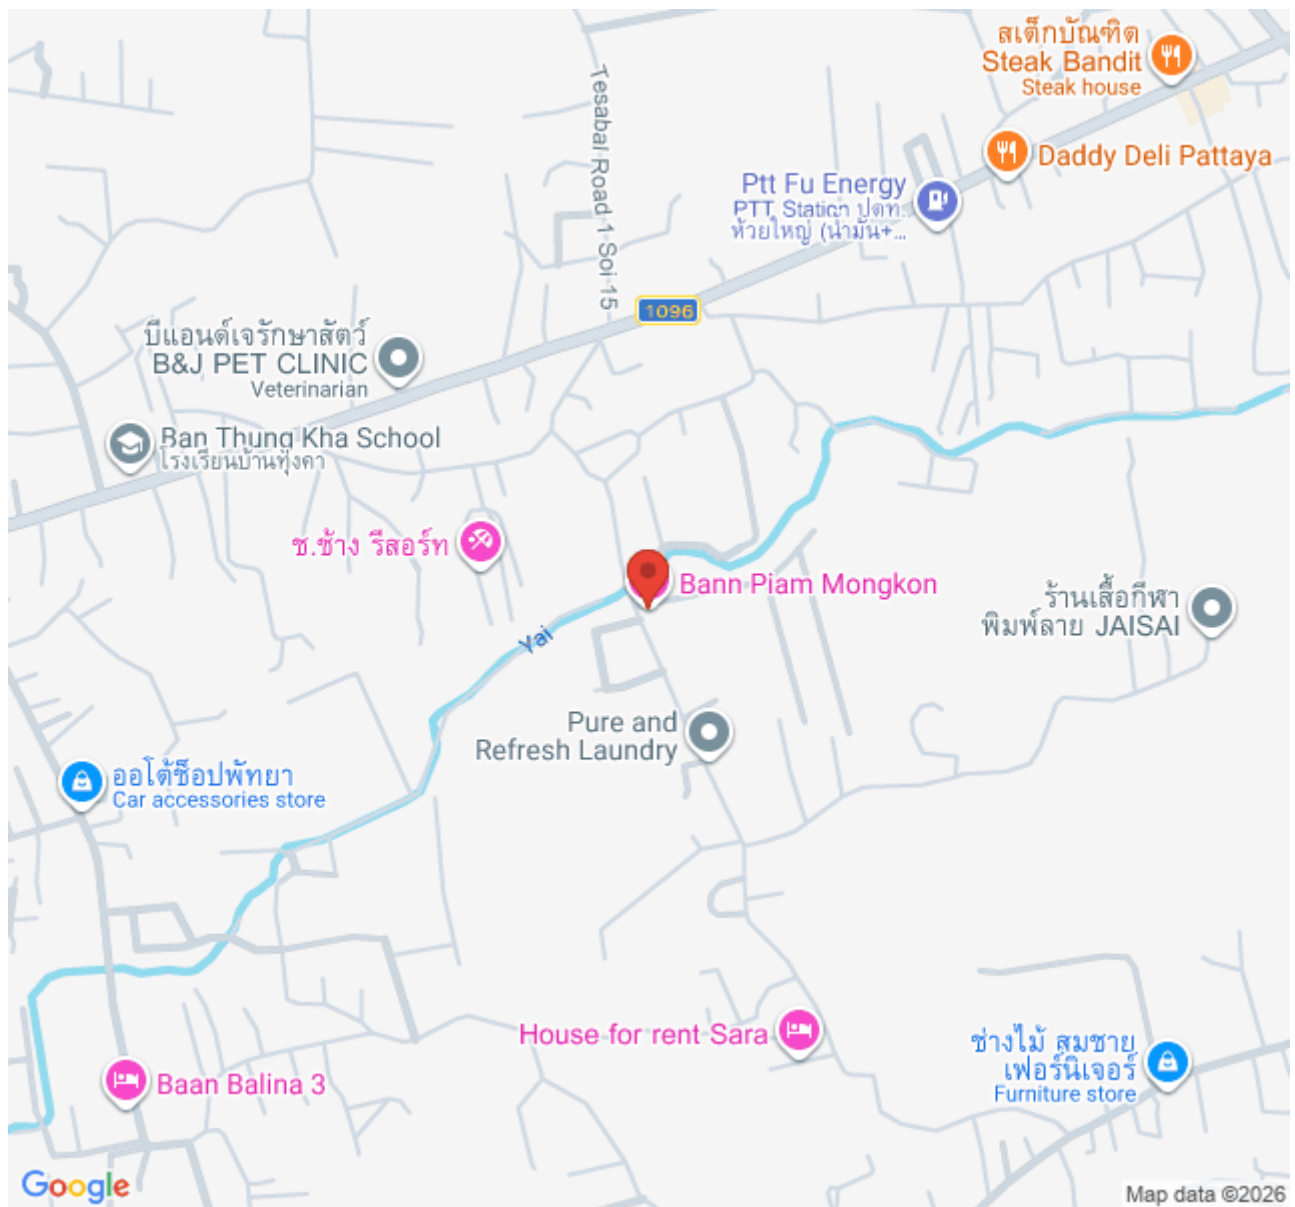 สเต็กบัณฑิต
Steak Bandit
Steak house
Daddy Deli Pattaya
Tesabal Road 1 Soi 15
Ptt Fu Energy
PTT Station ปตท.
ห้วยใหญ่ (น้ำมัน+...
1096
บีแอนด์เจรักษาสัตว์
B&J PET CLINIC
Veterinarian
Ban Thung Kha School
โรงเรียนบ้านทุ่งคา
ช.ช้าง รีสอร์ท
Bann Piam Mongkon
ร้านเสื้อกีฬา
พิมพ์ลาย JAISAI
Yai
Pure and
Refresh Laundry
ออโต้ช็อปพัทยา
Car accessories store
House for rent Sara
ช่างไม้ สมชาย
เฟอร์นิเจอร์
Furniture store
Baan Balina 3
Google
Map data ©2026